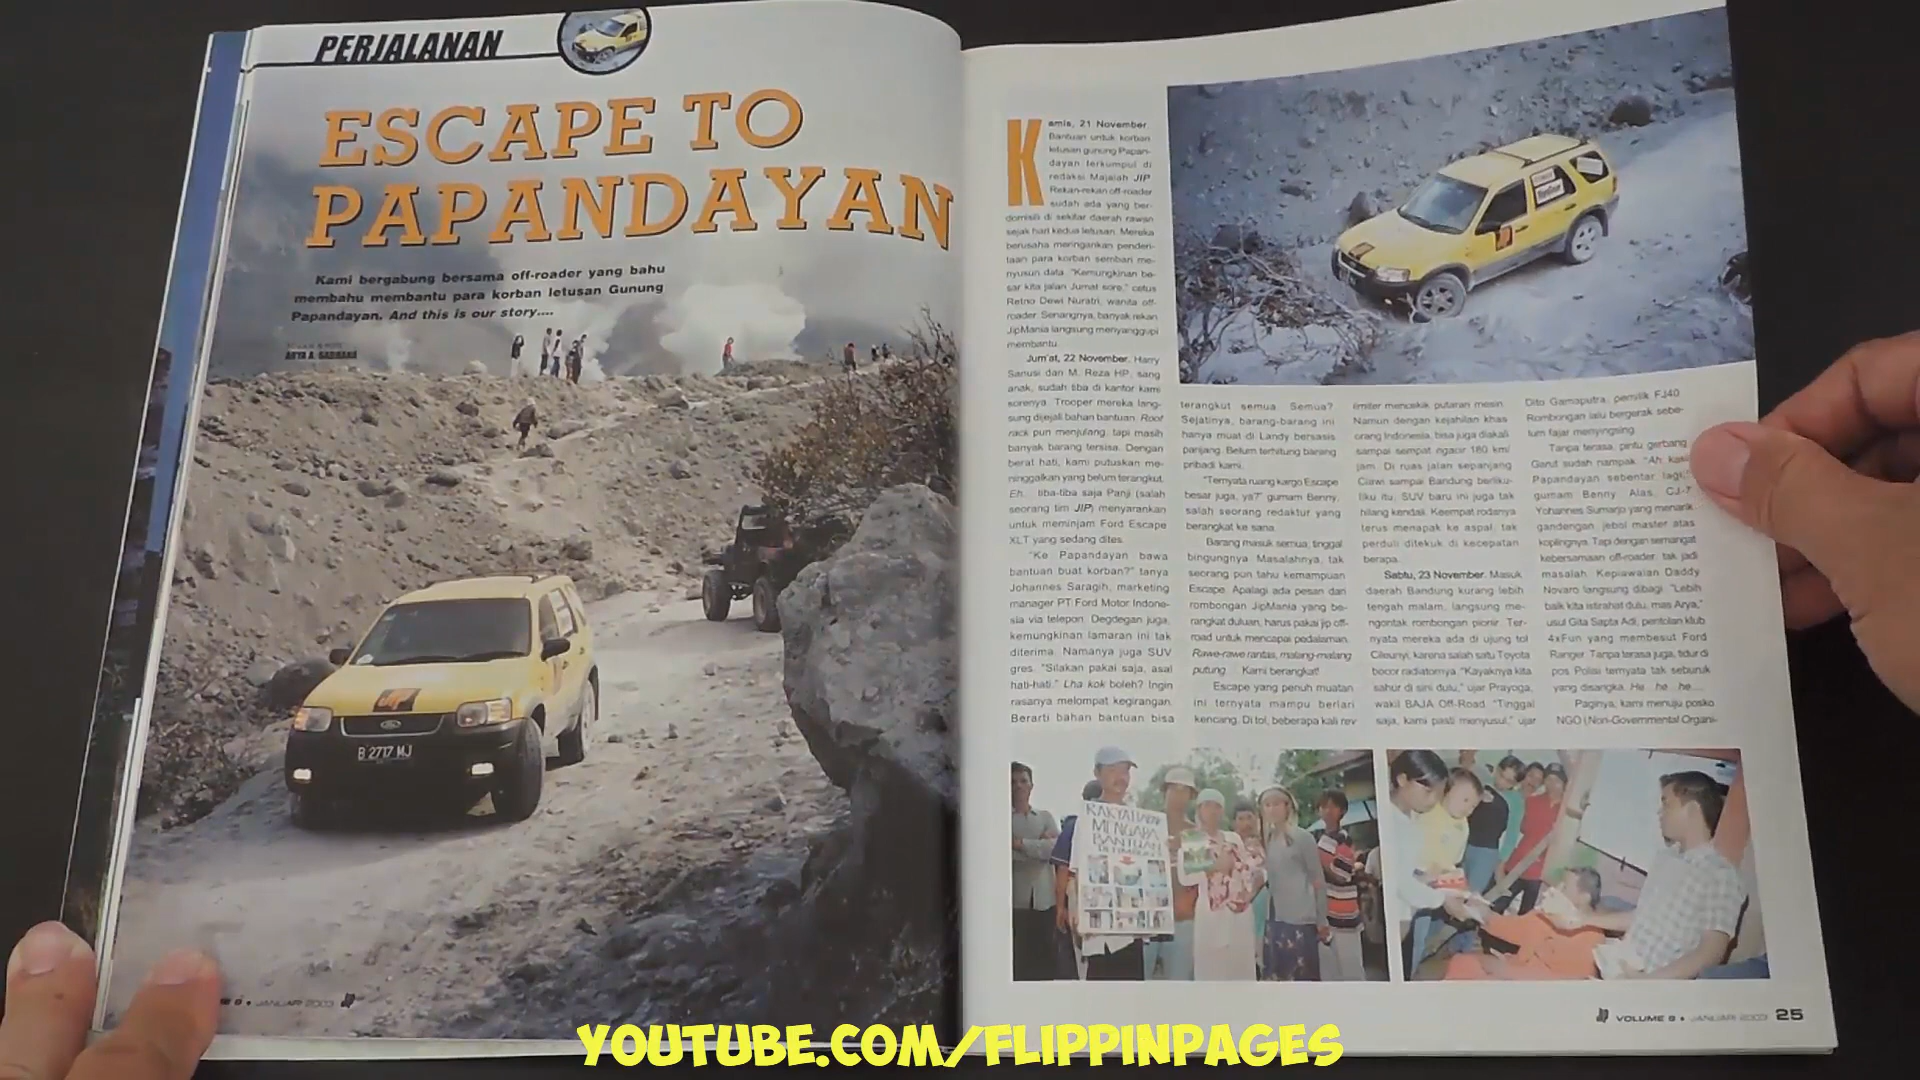 PERJALANAN
ESCAPE TO
PAPANDAYAN
Kami bergabung bersama off-roader yang bahu
membahu membantu para korban letusan Gunung
Papandayan. And this is our story....
B 2717 MJ
JANUARI 2003
Kamis, 21 November.
Bantuan untuk korban
letusan gunung Papan-
dayan terkumpul di
redaksi Majalah JIP
Rekan-rekan off-roader
sudah ada yang ber-
domisili di sekitar daerah rawan
sejak hari kedua letusan. Mereka
berusaha meringankan penderi-
taan para korban sembari me-
nyusun data. "Kemungkinan be-
sar kita jalan Jumat sore," cetus
Retno Dewi Nuratri, wanita off-
roader. Senangnya, banyak rekan
JipMania langsung menyanggupi
membantu.
Jum'at, 22 November. Harry
Sanusi dan M. Reza HP, sang
anak, sudah tiba di kantor kami
sorenya. Trooper mereka lang-
sung dijejali bahan bantuan. Roof
rack pun menjulang, tapi masih
banyak barang tersisa. Dengan
berat hati, kami putuskan me-
ninggalkan yang belum terangkut.
Eh... tiba-tiba saja Panji (salah
seorang tim JIP) menyarankan
untuk meminjam Ford Escape
XLT yang sedang dites.
"Ke Papandayan bawa
bantuan buat korban?" tanya
Johannes Saragih, marketing
manager PT Ford Motor Indone-
sia via telepon. Degdegan juga,
kemungkinan lamaran ini tak
diterima. Namanya juga SUV
gres. "Silakan pakai saja, asal
hati-hati." Lha kok boleh? Ingin
rasanya melompat kegirangan.
Berarti bahan bantuan bisa
terangkut semua. Semua?
Sejatinya, barang-barang ini
hanya muat di Landy bersasis
panjang. Belum terhitung barang
pribadi kami.
"Ternyata ruang kargo Escape
besar juga, ya?" gumam Benny,
salah seorang redaktur yang
berangkat ke sana.
Barang masuk semua, tinggal
bingungnya. Masalahnya, tak
seorang pun tahu kemampuan
Escape. Apalagi ada pesan dari
rombongan JipMania yang be-
rangkat duluan, harus pakai jip off-
road untuk mencapai pedalaman.
Rawe-rawe rantas, malang-malang
putung Kami berangkat!
Escape yang penuh muatan
ini ternyata mampu berlari
kencang. Di tol, beberapa kali rev
limiter menoskik putaran mesin.
Namun dengan kejahilan khas
orang Indonesia, bisa juga diakali
sampai sempat ngacir 180 km/
jam. Di ruas jalan sepanjang
Ciawi sampai Bandung berliku-
liku itu, SUV baru ini juga tak
hilang kendali. Keempat rodanya
terus menapak ke aspal, tak
perduli ditekuk di kecepatan
berapa.
Sabtu, 23 November. Masuk
daerah Bandung kurang lebih
tengah malam, langsung me-
ngontak rombongan pionir. Ter-
nyata mereka ada di ujung tol
Cileunyi, karena salah satu Toyota
bocor radiatornya. "Kayaknya kita
sahur di sini dulu," ujar Prayoga,
wakil BAJA Off-Road. "Tinggal
saja, kami pasti menyusul," ujar
Dito Gamaputra, pemilik FJ40
Rombongan lalu bergerak sebe-
lum fajar menyingsing.
Tanpa terasa, pintu gerbang
Garut sudah nampak. "Ah kasi
Papandayan sebentar lagi,"
gumam Benny. Alas, CJ-7
Yohannes Sumarjo yang menarik
gandengan, jebol master atas
koplingnya. Tapi dengan semangat
kebersamaan off-roader, tak jadi
masalah. Kepiawaian Daddy
Novaro langsung dibagi. "Lebih
baik kita istirahat dulu, mas Arya,"
usul Gita Sapta Adi, pentolan klub
4xFun yang membesut Ford
Ranger. Tanpa terasa juga, tidur di
pos Polisi ternyata tak seburuk
yang disangka. He.. he.. he....
Paginya, kami menuju posko
NGO (Non-Governmental Organi-
MENGAPA
BANTUAN
VOLUME 9 • JANUARI 2003 25
YOUTUBE.COM/FLIPPINPAGES